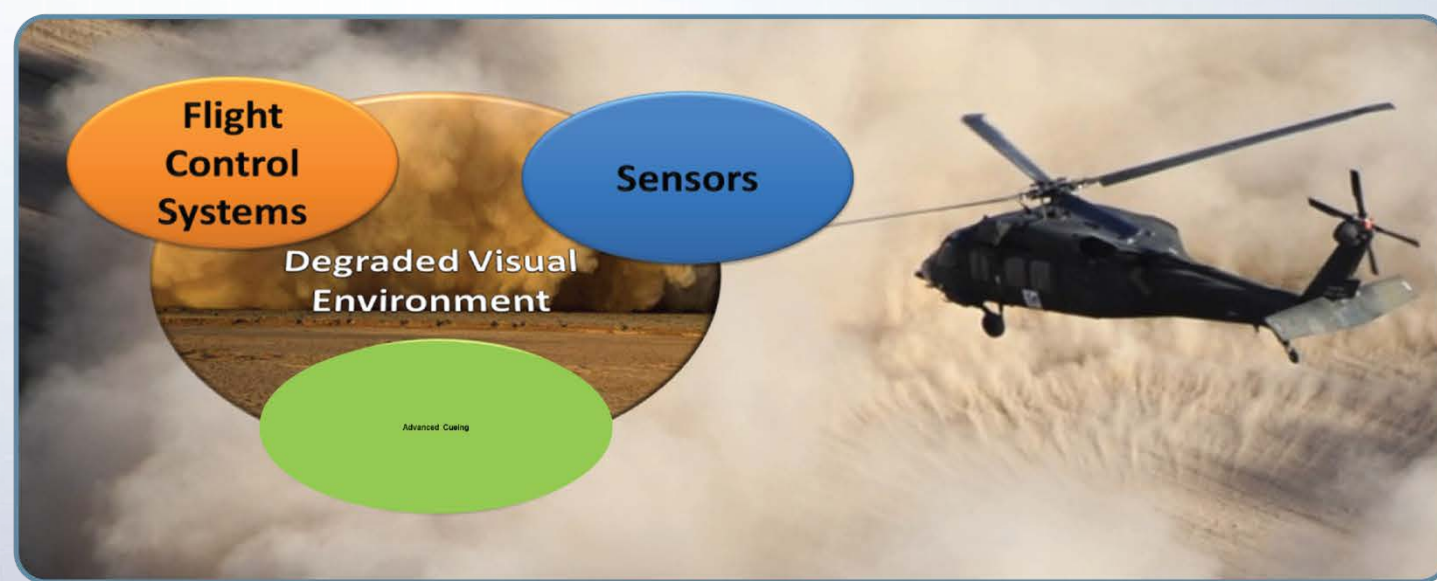 Flight
Control
Systems
Sensors
Degraded Visual
Environment
Advanced Cueing